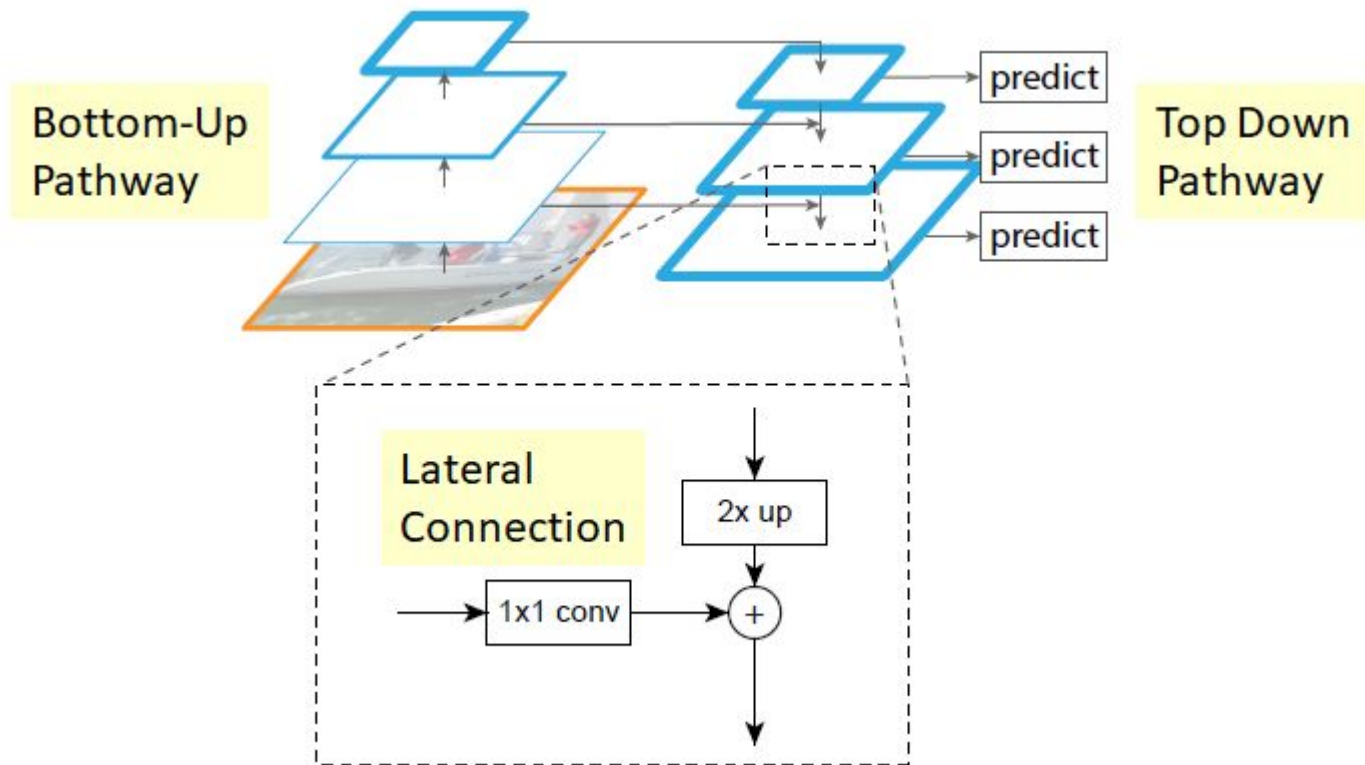 Bottom-Up
Pathway
predict
predict
predict
Top Down
Pathway
Lateral
Connection
2x up
1x1 conv
+